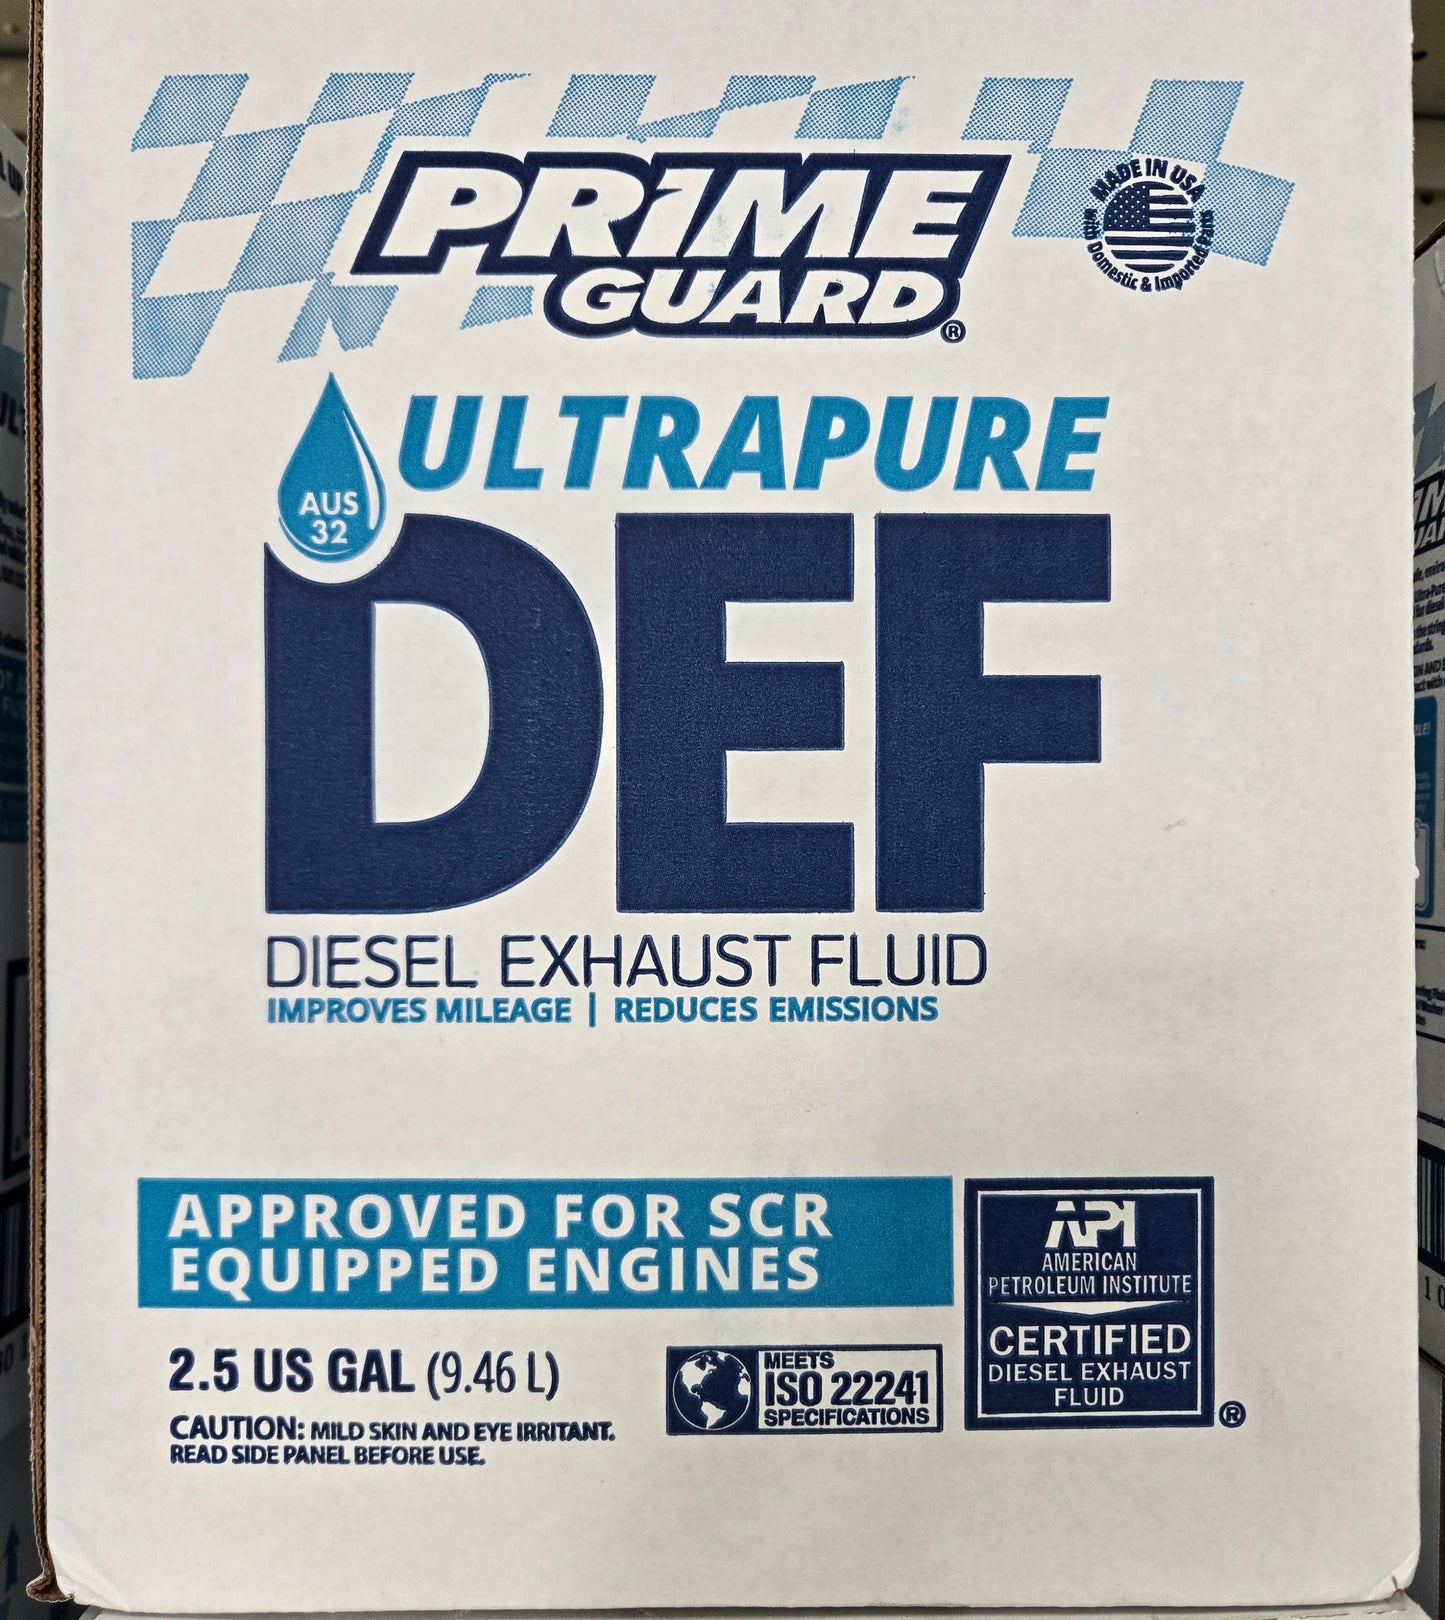 PRIME
GUARD®
MADE IN USA
With Domestic & Imported Parts
ULTRAPURE
AUS
32
DEF
DIESEL EXHAUST FLUID
IMPROVES MILEAGE | REDUCES EMISSIONS
APPROVED FOR SCR
EQUIPPED ENGINES
2.5 US GAL (9.46 L)
CAUTION: MILD SKIN AND EYE IRRITANT.
READ SIDE PANEL BEFORE USE.
MEETS
ISO 22241
SPECIFICATIONS
API
AMERICAN
PETROLEUM INSTITUTE
CERTIFIED
DIESEL EXHAUST
FLUID
®